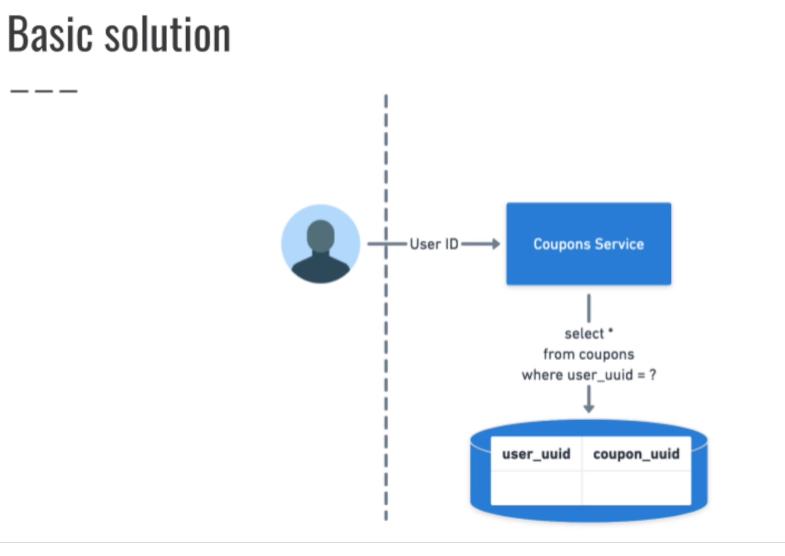 Basic solution
User ID
Coupons Service
select *
from coupons
where user_uuid = ?
user_uuid coupon_uuid